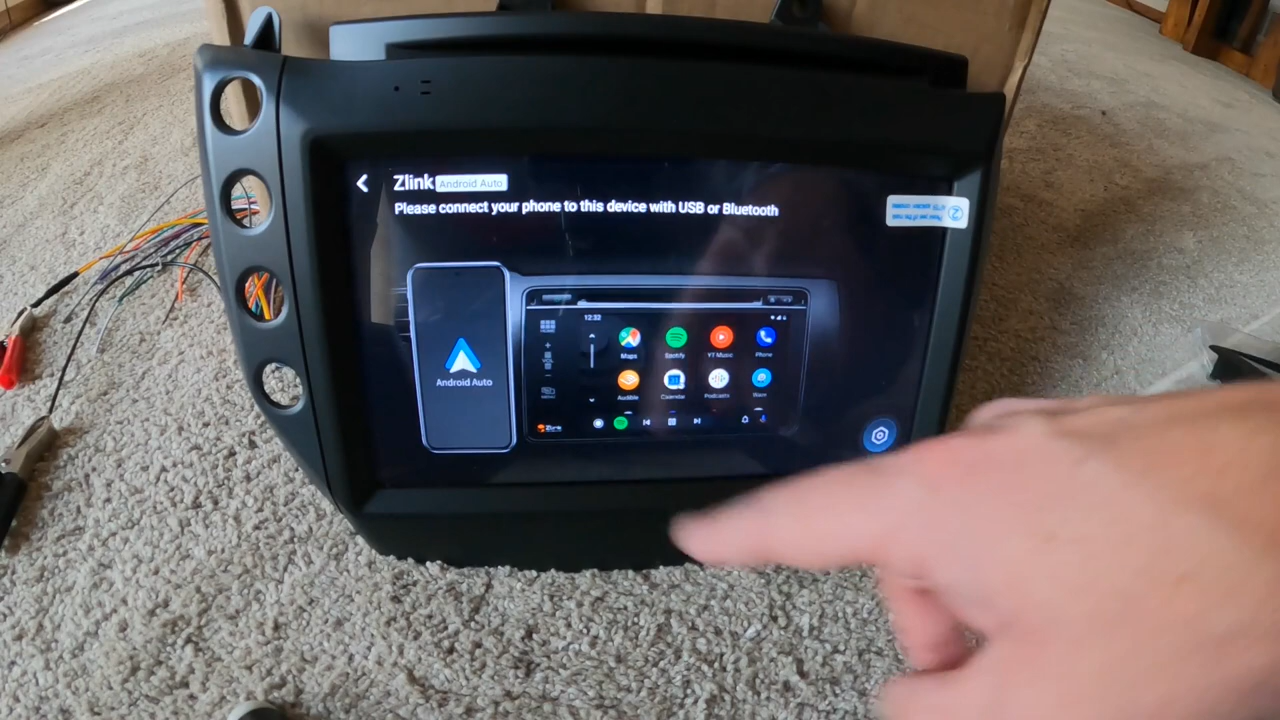 Zlink Android Auto
Please connect your phone to this device with USB or Bluetooth
12:32
Maps Spotify YT Music Phone
Android Auto
Audible Calendar Podcasts Waze
Zlink